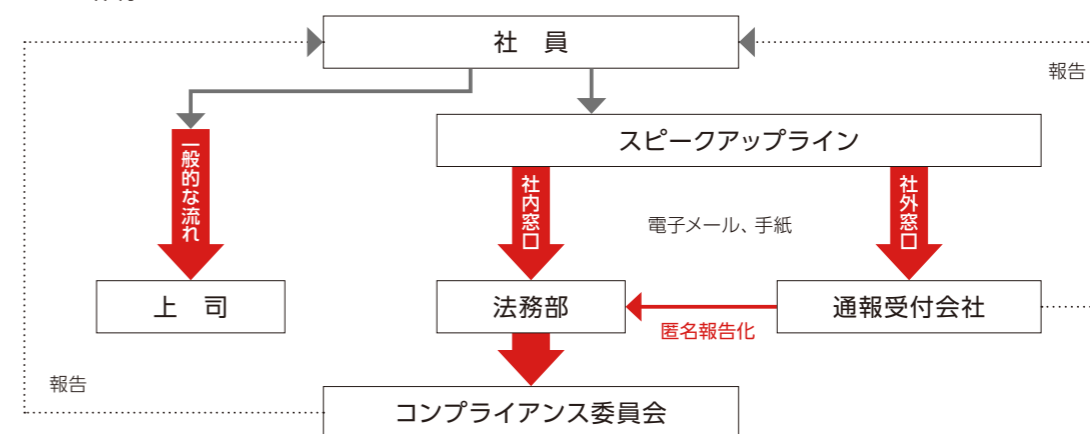 社　員
報告
スピークアップライン
一般的な流れ
社内窓口
社外窓口
電子メール、手紙
上　司
法務部
通報受付会社
匿名報告化
報告
コンプライアンス委員会